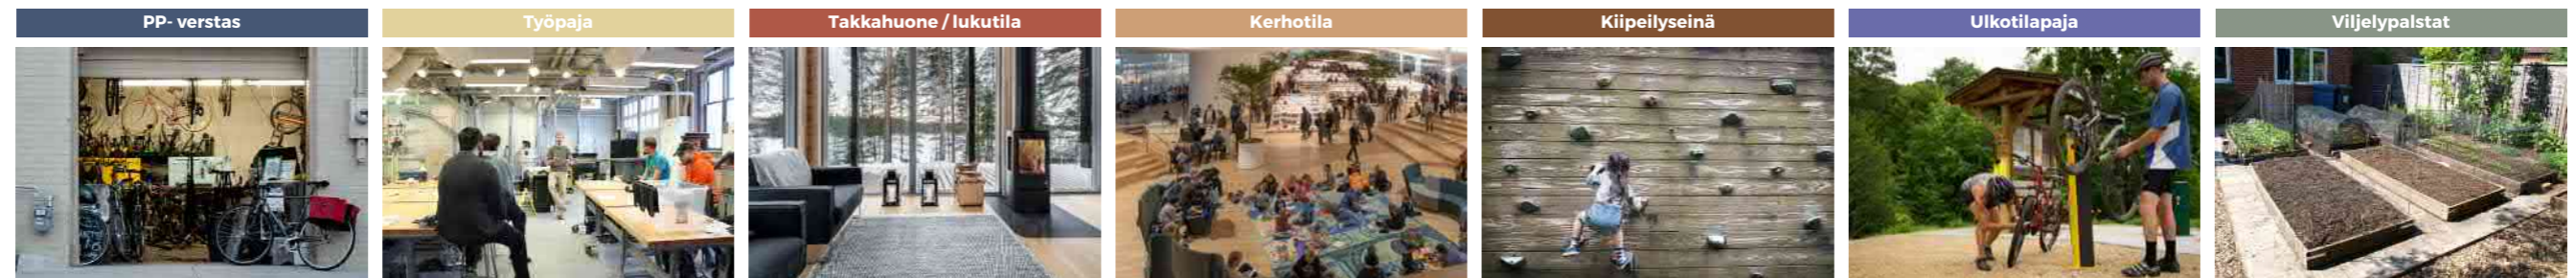 PP- verstas
Työpaja
Takkahuone / lukutila
Kerhotila
Kiipeilyseinä
Ulkotilapaja
Viljelypalstat